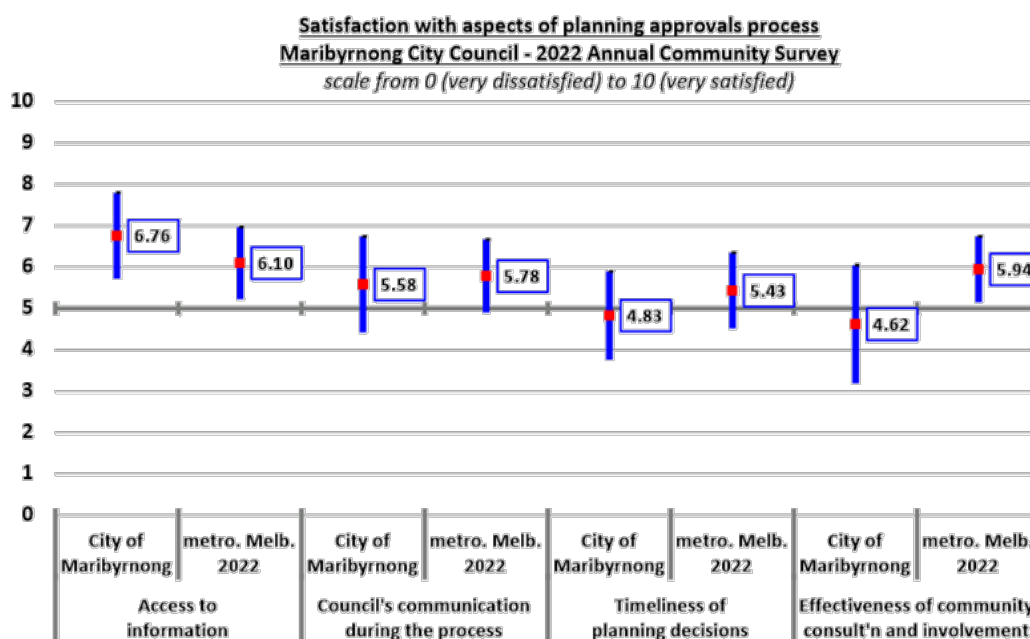 Satisfaction with aspects of planning approvals process
Maribyrnong City Council - 2022 Annual Community Survey
scale from 0 (very dissatisfied) to 10 (very satisfied)
10
9
8
7
6
5
4
3
2
1
0
6.76
6.10
5.58
5.78
4.83
5.43
4.62
5.94
City of Maribyrnong
metro. Melb. 2022
City of Maribyrnong
metro. Melb. 2022
City of Maribyrnong
metro. Melb. 2022
City of Maribyrnong
metro. Melb. 2022
Access to
information
Council's communication
during the process
Timeliness of
planning decisions
Effectiveness of community
consult'n and involvement